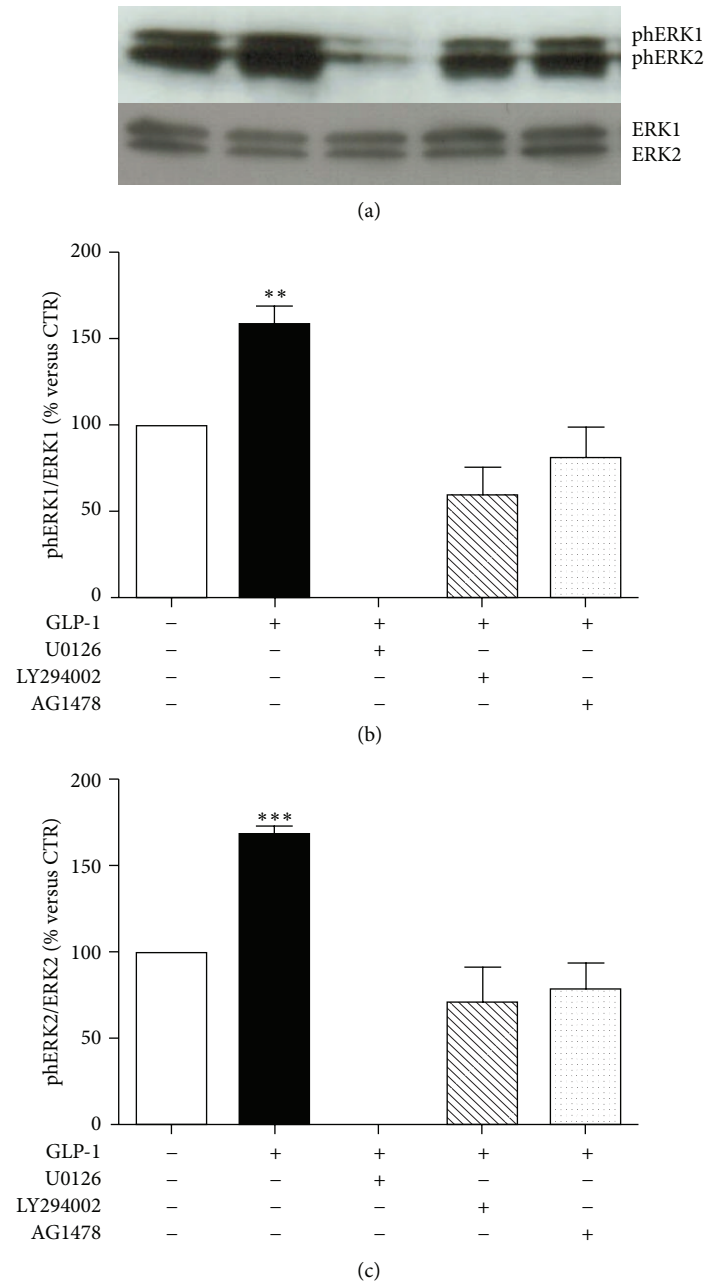 phERK1
phERK2
ERK1
ERK2
(a)
200
150
100
50
0
phERK1/ERK1 (% versus CTR)
**
GLP-1 − + + + +
U0126 − − + − −
LY294002 − − − + −
AG1478 − − − − +
(b)
200
150
100
50
0
phERK2/ERK2 (% versus CTR)
***
GLP-1 − + + + +
U0126 − − + − −
LY294002 − − − + −
AG1478 − − − − +
(c)